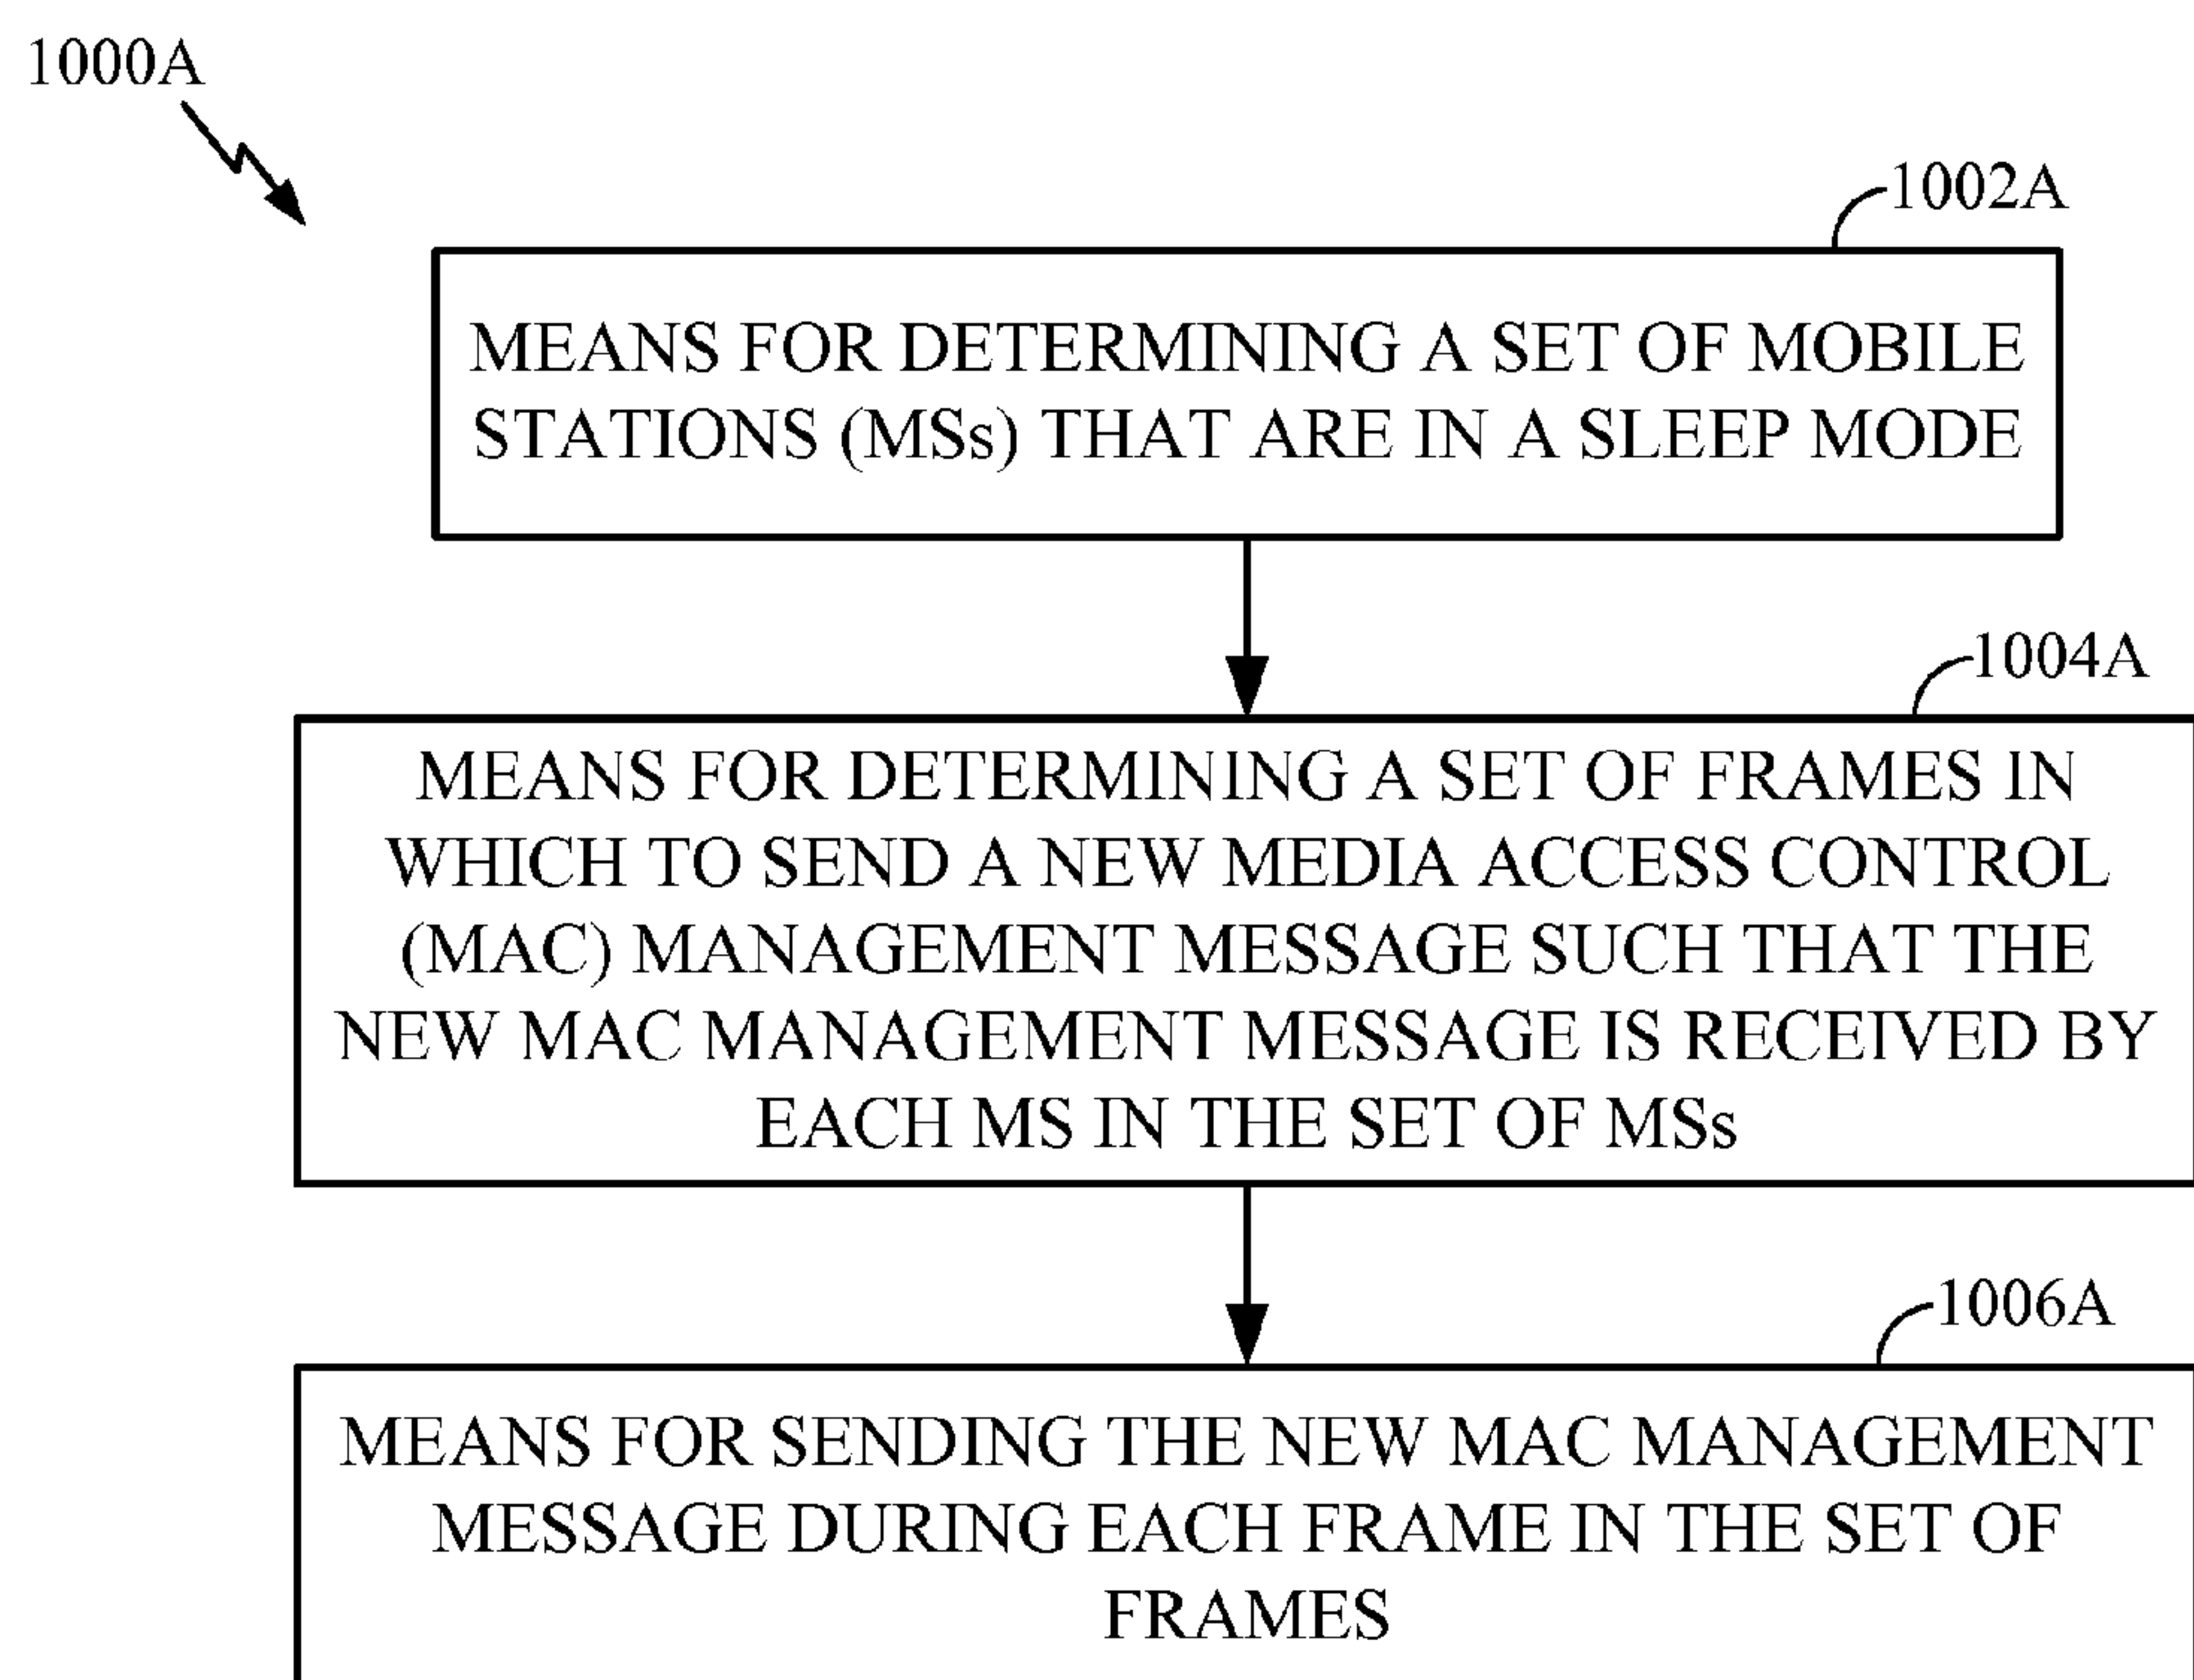 1000A
1002A
MEANS FOR DETERMINING A SET OF MOBILE
STATIONS (MSs) THAT ARE IN A SLEEP MODE
1004A
MEANS FOR DETERMINING A SET OF FRAMES IN
WHICH TO SEND A NEW MEDIA ACCESS CONTROL
(MAC) MANAGEMENT MESSAGE SUCH THAT THE
NEW MAC MANAGEMENT MESSAGE IS RECEIVED BY
EACH MS IN THE SET OF MSs
1006A
MEANS FOR SENDING THE NEW MAC MANAGEMENT
MESSAGE DURING EACH FRAME IN THE SET OF
FRAMES